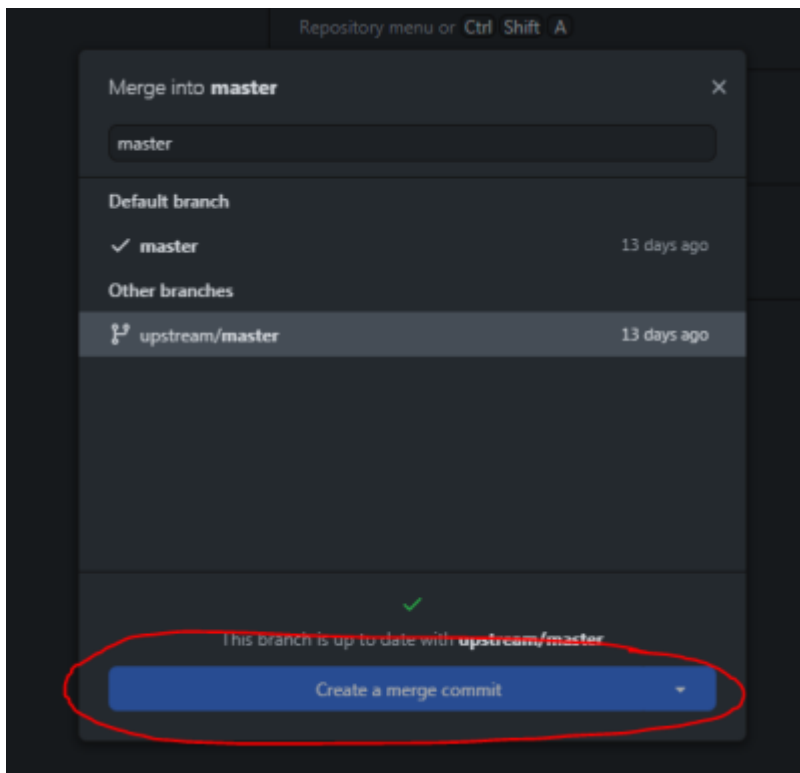 Repository menu or Ctrl Shift A
Merge into master
master
Default branch
master 13 days ago
Other branches
upstream/master 13 days ago
This branch is up to date with upstream/master
Create a merge commit